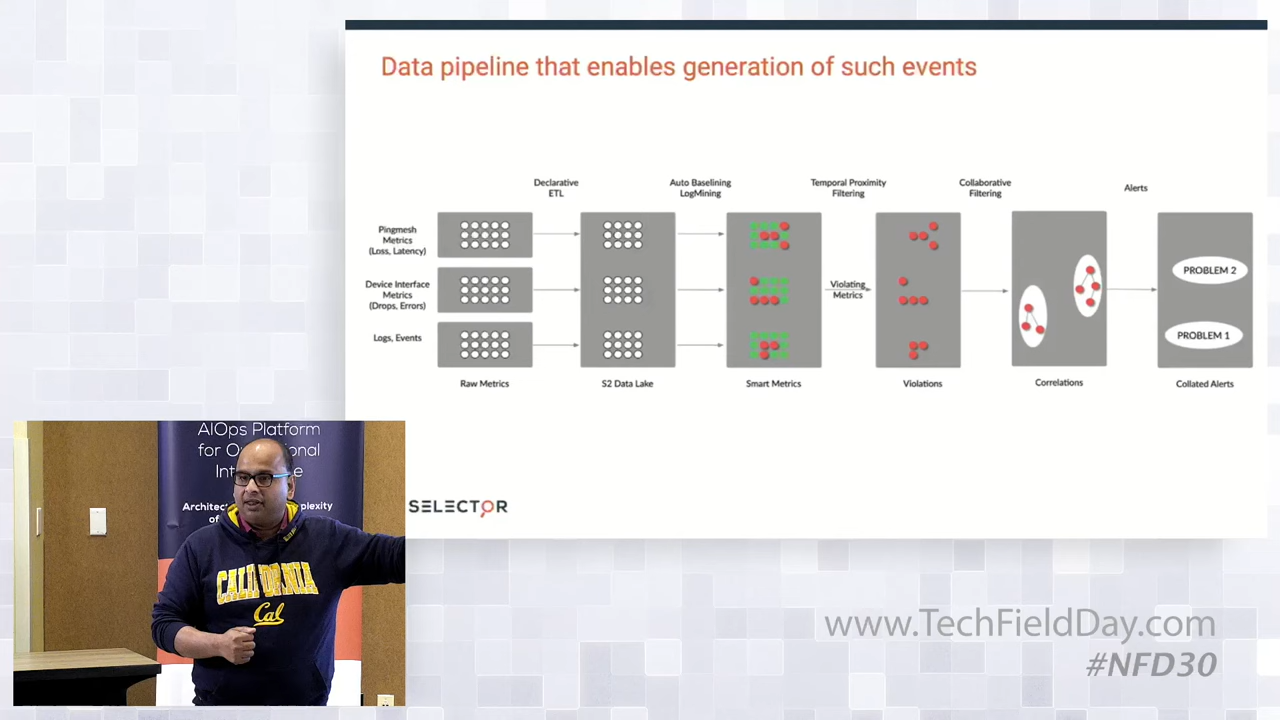 Data pipeline that enables generation of such events
Declarative
ETL
Auto Baselining
LogMining
Temporal Proximity
Filtering
Collaborative
Filtering
Alerts
Pingmesh
Metrics
(Loss, Latency)
Device Interface
Metrics
(Drops, Errors)
Logs, Events
Violating
Metrics
PROBLEM 2
PROBLEM 1
Raw Metrics
S2 Data Lake
Smart Metrics
Violations
Correlations
Collated Alerts
SELECTOR
AIOps Platform
for
CALIFORNIA
Cal
www.TechFieldDay.com
#NFD30